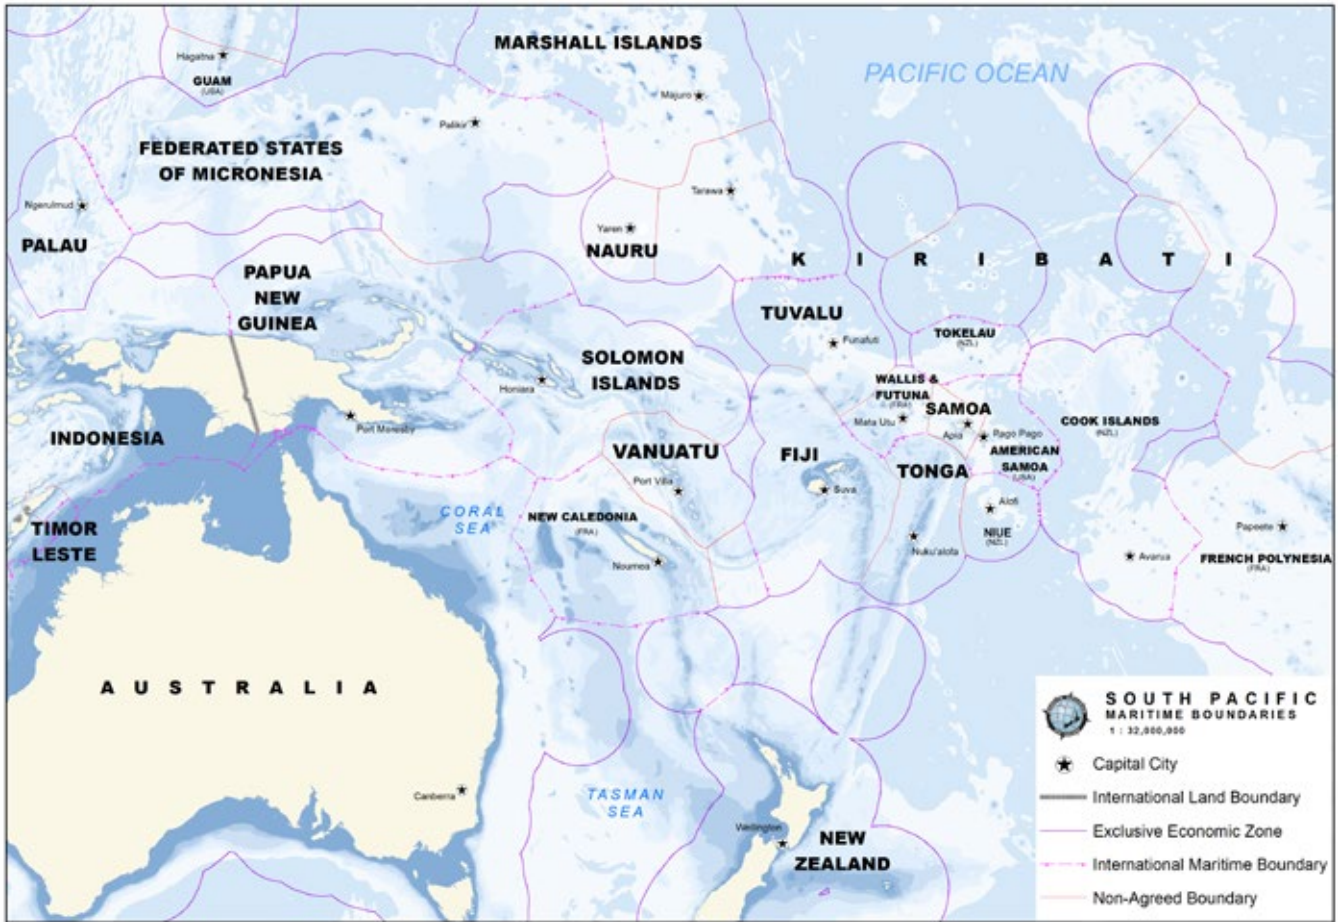 MARSHALL ISLANDS
Hagatna
GUAM
(USA)
PACIFIC OCEAN
Majuro
Palikir
FEDERATED STATES
OF MICRONESIA
Tarawa
Ngerulmud
Yaren
PALAU
NAURU
K I R I B A T I
PAPUA
NEW
GUINEA
TUVALU
Funafuti
TOKELAU
(NZL)
SOLOMON
ISLANDS
Honiara
WALLIS &
FUTUNA
(FRA)
Mata Utu
SAMOA
Apia
Rago Pago
AMERICAN
SAMOA
(USA)
COOK ISLANDS
(NZL)
Port Moresby
INDONESIA
VANUATU
Port Villa
FIJI
Suva
TONGA
Nuku'alofa
Alofi
NIUE
(NZL)
CORAL
SEA
NEW CALEDONIA
(FRA)
Noumea
TIMOR
LESTE
Papeete
FRENCH POLYNESIA
(FRA)
Avarua
A U S T R A L I A
Canberra
TASMAN
SEA
Wellington
NEW
ZEALAND
SOUTH PACIFIC
MARITIME BOUNDARIES
1 : 32,000,000
Capital City
International Land Boundary
Exclusive Economic Zone
International Maritime Boundary
Non-Agreed Boundary